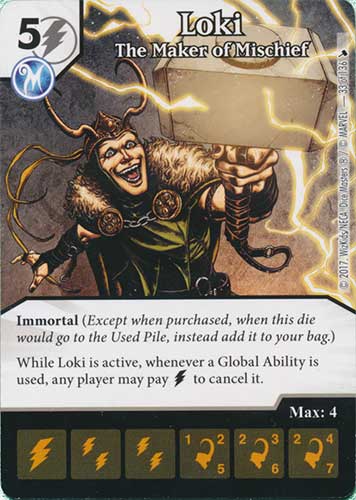 5
Loki
The Maker of Mischief
33 of 136
© 2017, WizKids/NECA. Dice Masters (B) / © MARVEL
Immortal (Except when purchased, when this die
would go to the Used Pile, instead add it to your bag.)
While Loki is active, whenever a Global Ability is
used, any player may pay to cancel it.
Max: 4
1 2 5
2 3 6
2 4 7